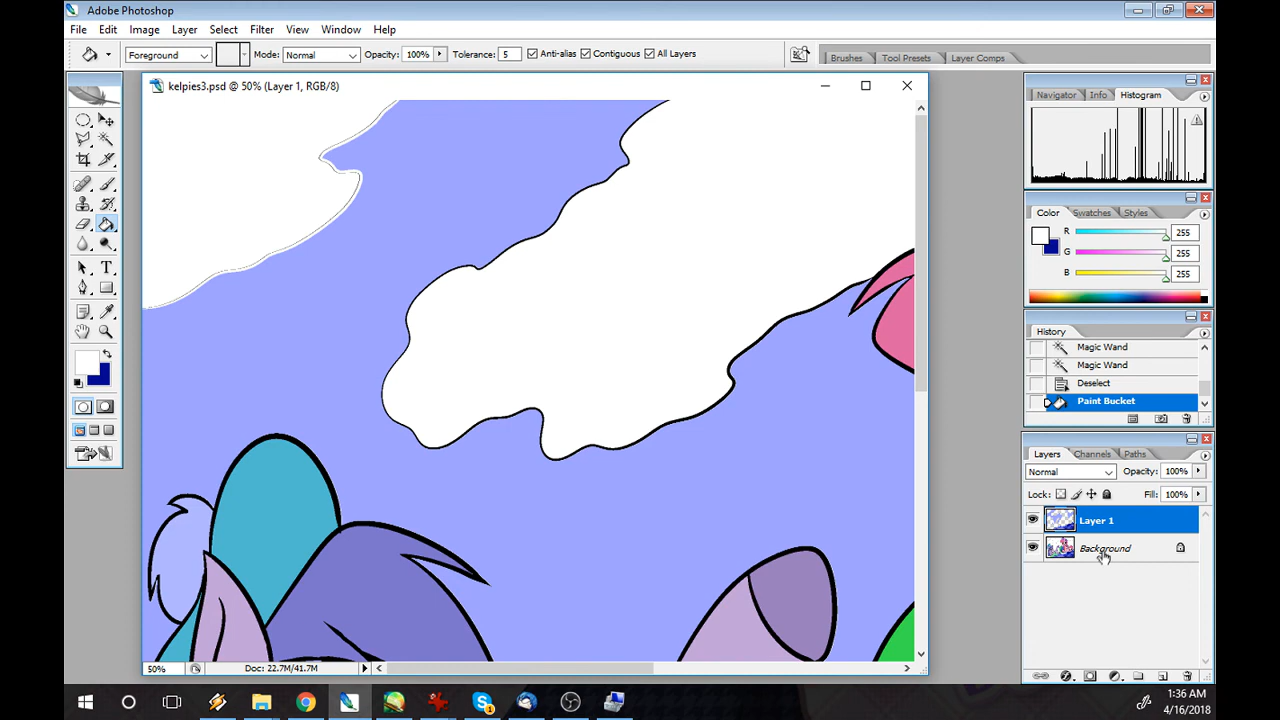 Adobe Photoshop
File Edit Image Layer Select Filter View Window Help
Foreground Mode: Normal Opacity: 100% Tolerance: 5 Anti-alias Contiguous All Layers
Brushes Tool Presets Layer Comps
kelpies3.psd @ 50% (Layer 1, RGB/8)
Navigator Info Histogram
Color Swatches Styles
R 255
G 255
B 255
History
Magic Wand
Magic Wand
Deselect
Paint Bucket
Layers Channels Paths
Normal Opacity: 100%
Lock: Fill: 100%
Layer 1
Background
50% Doc: 22.7M/41.7M
1:36 AM
4/16/2018